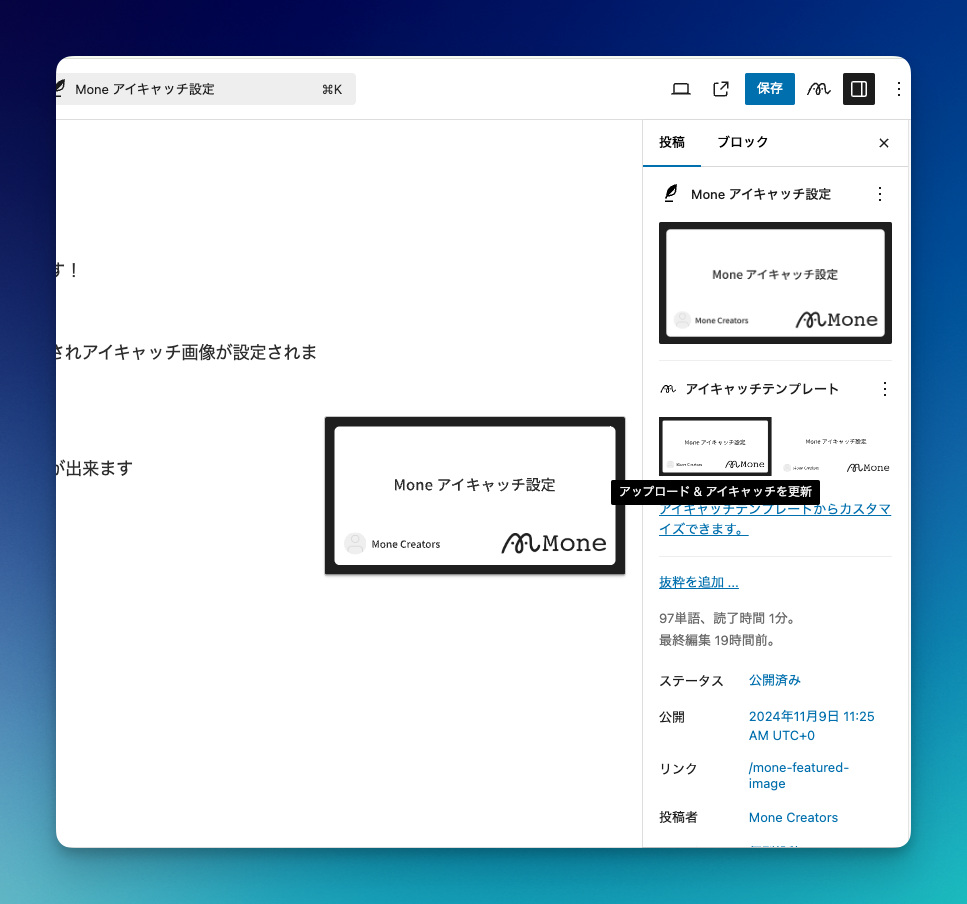 Mone アイキャッチ設定 ⌘K
保存
投稿 ブロック
Mone アイキャッチ設定
Mone アイキャッチ設定
Mone Creators
Mone
す！
されアイキャッチ画像が設定されま
が出来ます
Mone アイキャッチ設定
Mone Creators
Mone
アイキャッチテンプレート
Mone アイキャッチ設定
Mone Creators
Mone
Mone アイキャッチ設定
Mone Creators
Mone
アップロード & アイキャッチを更新
アイキャッチテンプレートからカスタマ
イズできます。
抜粋を追加 ...
97単語、読了時間 1分。
最終編集 19時間前。
ステータス 公開済み
公開 2024年11月9日 11:25
AM UTC+0
リンク /mone-featured-
image
投稿者 Mone Creators